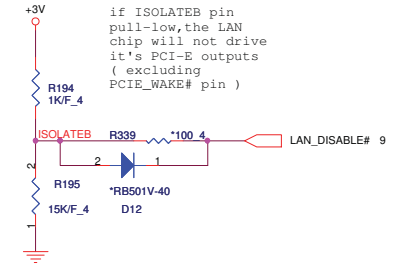 +3V
if ISOLATEB pin
pull-low,the LAN
chip will not drive
it's PCI-E outputs
( excluding
PCIE_WAKE# pin )
R194
1K/F_4
ISOLATEB
R339
*100_4
LAN_DISABLE# 9
2
2
1
R195
15K/F_4
*RB501V-40
D12
1